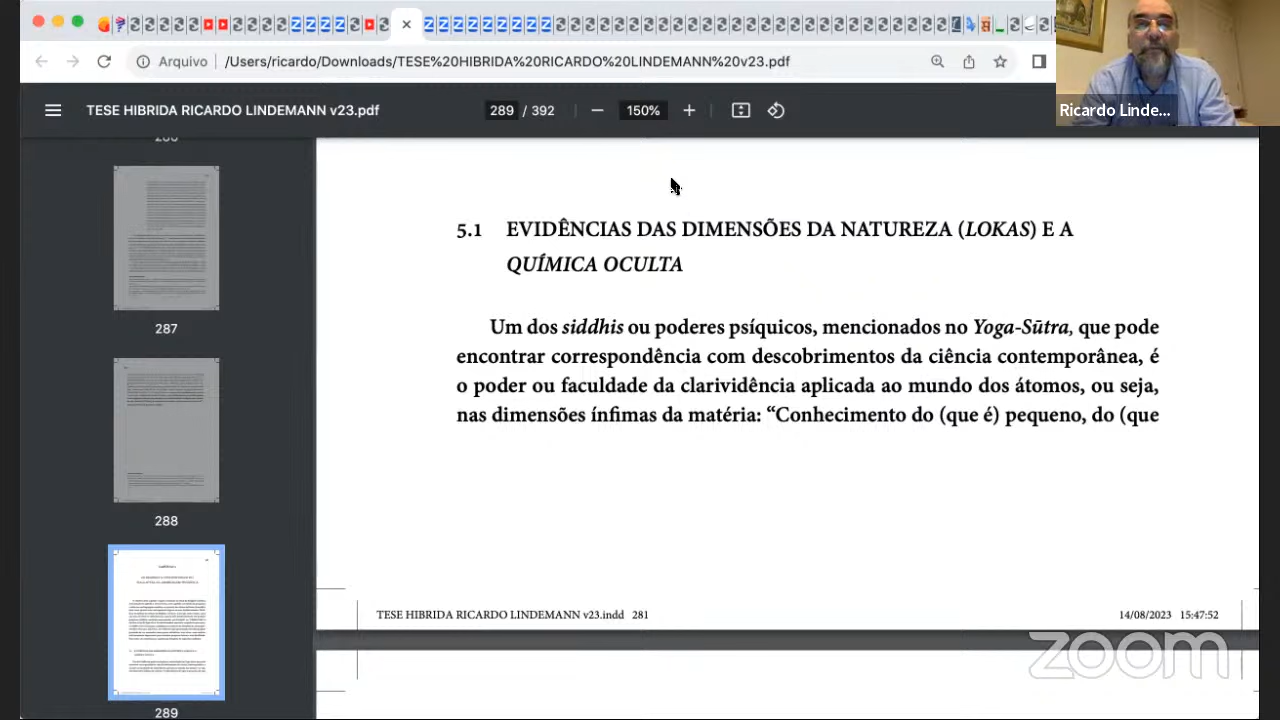 Arquivo
/Users/ricardo/Downloads/TESE%20HIBRIDA%20RICARDO%20LINDEMANN%20v23.pdf
Ricardo Linde...
TESE HIBRIDA RICARDO LINDEMANN v23.pdf
289 / 392
150%
287
288
289
5.1 EVIDÊNCIAS DAS DIMENSÕES DA NATUREZA (LOKAS) E A
QUÍMICA OCULTA
Um dos siddhis ou poderes psíquicos, mencionados no Yoga-Sūtra, que pode
encontrar correspondência com descobrimentos da ciência contemporânea, é
o poder ou faculdade da clarividência aplicada ao mundo dos átomos, ou seja,
nas dimensões ínfimas da matéria: “Conhecimento do (que é) pequeno, do (que
TESE HIBRIDA RICARDO LINDEMANN v23.indd 281
14/08/2023 15:47:52
zoom